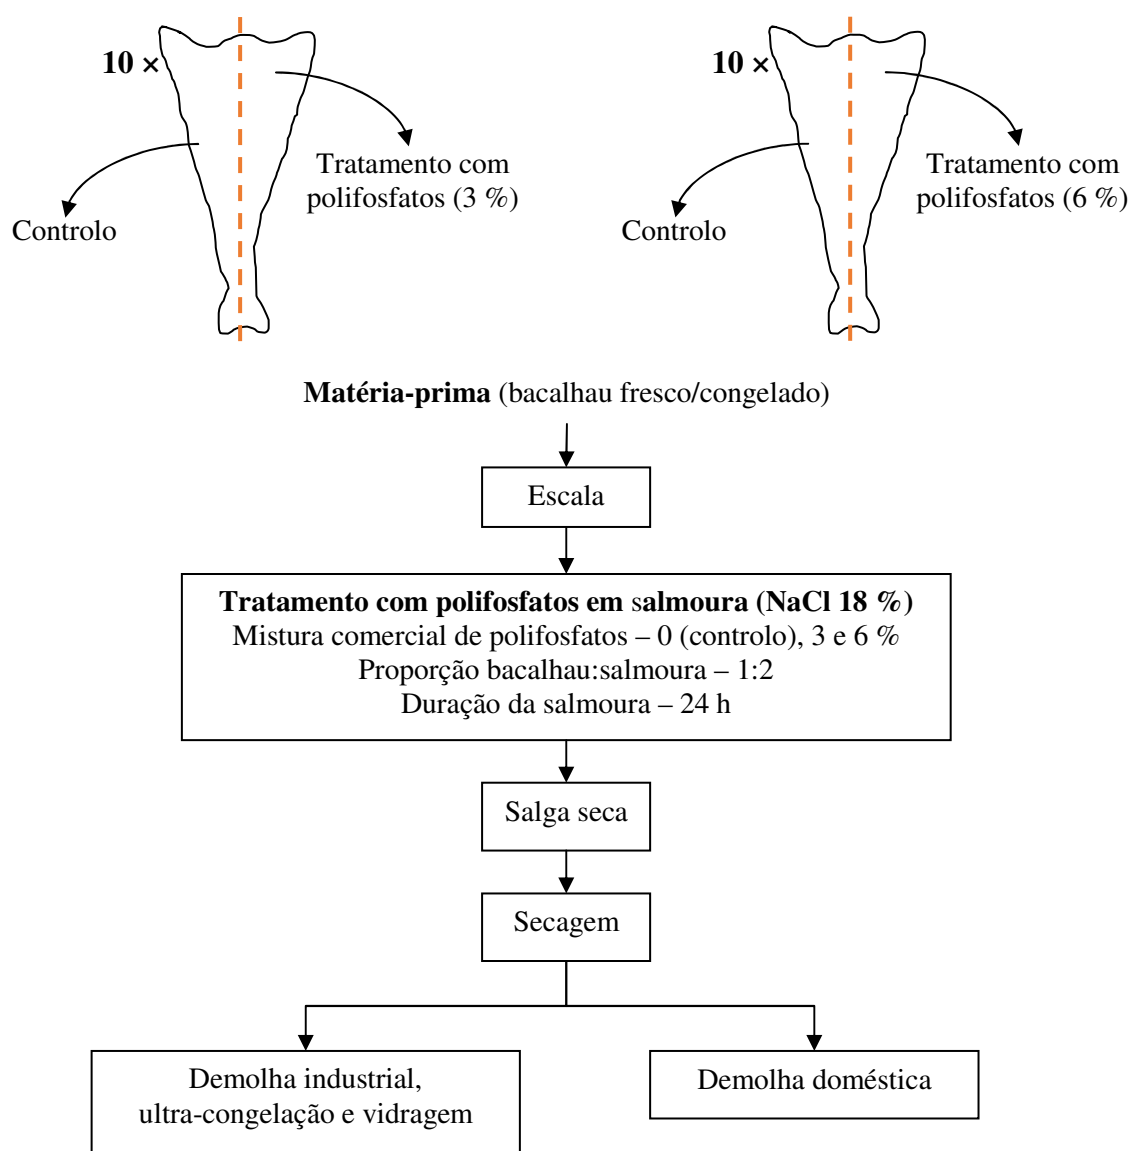 10 ×
Tratamento com
polifosfatos (3 %)
Controlo
10 ×
Tratamento com
polifosfatos (6 %)
Controlo
Matéria-prima (bacalhau fresco/congelado)
Escala
Tratamento com polifosfatos em salmoura (NaCl 18 %)
Mistura comercial de polifosfatos – 0 (controlo), 3 e 6 %
Proporção bacalhau:salmoura – 1:2
Duração da salmoura – 24 h
Salga seca
Secagem
Demolha industrial,
ultra-congelação e vidragem
Demolha doméstica